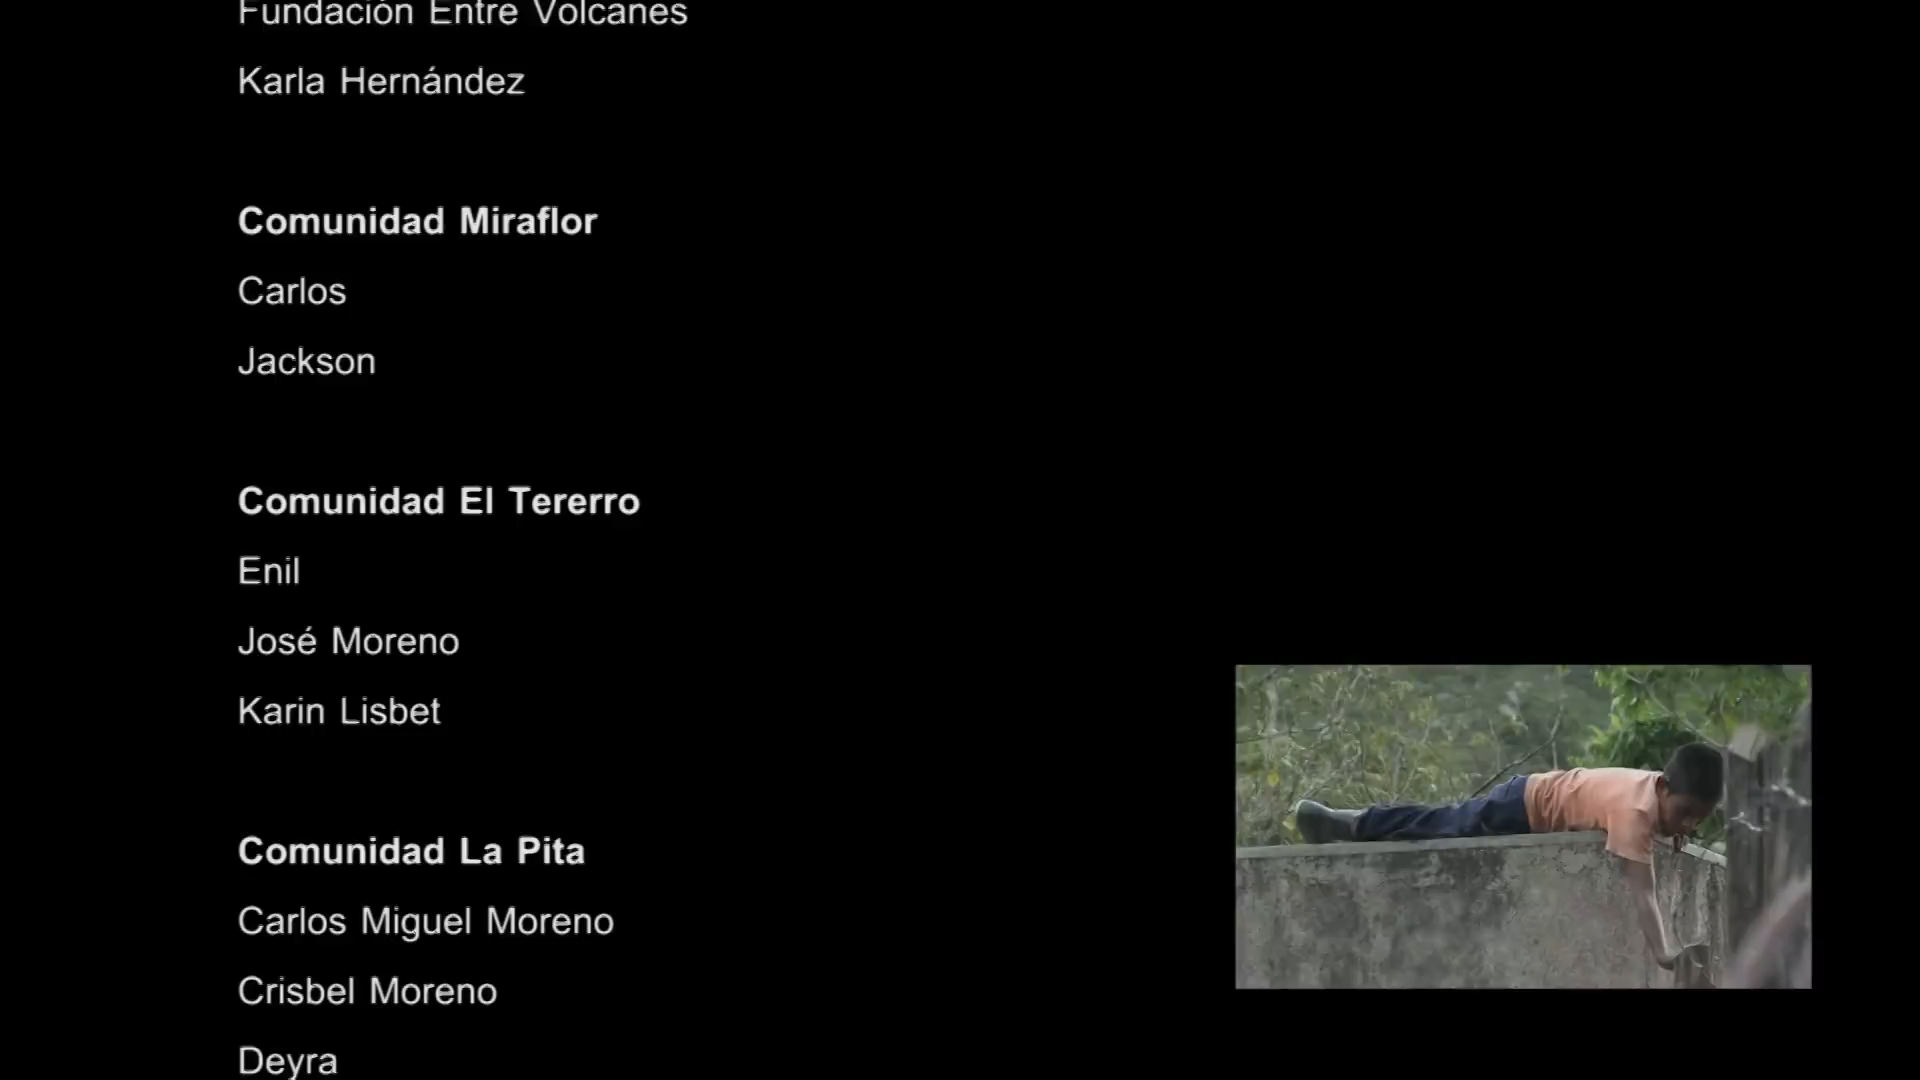 Fundación Entre Volcanes
Karla Hernández
Comunidad Miraflor
Carlos
Jackson
Comunidad El Tererro
Enil
José Moreno
Karin Lisbet
Comunidad La Pita
Carlos Miguel Moreno
Crisbel Moreno
Deyra